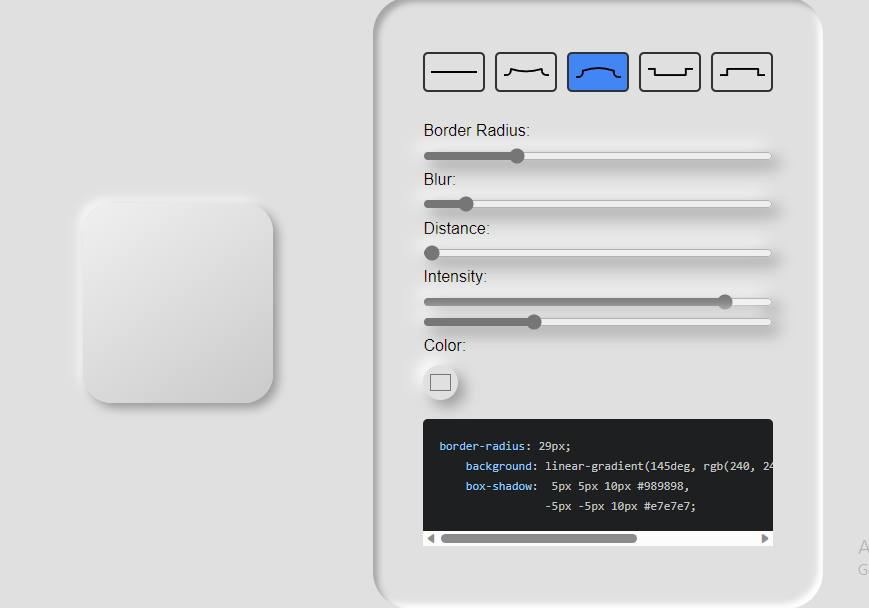 Border Radius:
Blur:
Distance:
Intensity:
Color:
border-radius: 29px;
background: linear-gradient(145deg, rgb(240, 24
box-shadow: 5px 5px 10px #989898,
-5px -5px 10px #e7e7e7;
A
G